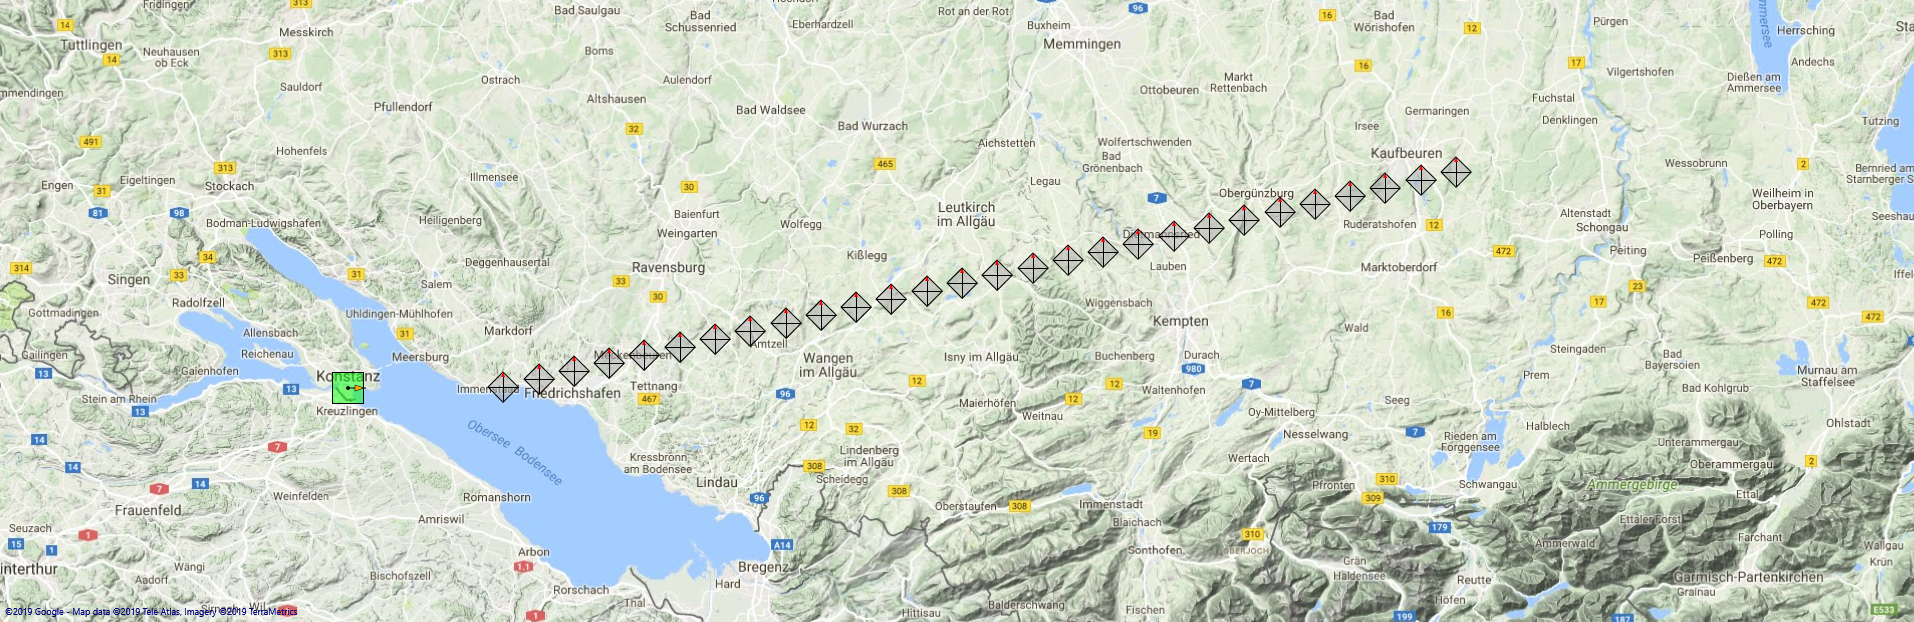 Fridingen
313
Messkirch
Bad Saulgau
Bad
Schussenried
Eberhardzell
Rot an der Rot
96
96
Buxheim
Memmingen
16
Bad
Wörishofen
12
Pürgen
Ammersee
Herrsching
14
Tuttlingen
14
Neuhausen
ob Eck
313
Boms
Andechs
16
17
Vilgertshofen
Dießen am
Ammersee
Sauldorf
Ostrach
Aulendorf
Altshausen
Markt
Rettenbach
Ottobeuren
Pfullendorf
Bad Waldsee
Fuchstal
Germaringen
Denklingen
Tutzing
491
32
Bad Wurzach
Irsee
Hohenfels
Aichstetten
Wolfertschwenden
Kaufbeuren
313
465
Bad
Grönenbach
Wessobrunn
2
Bernried am
Starnberger S
Engen
31
Eigeltingen
Stockach
Illmensee
30
Legau
7
Obergünzburg
Weilheim in
Oberbayern
81
98
Bodman-Ludwigshafen
Heiligenberg
Baienfurt
Weingarten
Wolfegg
Leutkirch
im Allgäu
Ruderatshofen
12
Altenstadt
Schongau
Seeshau
Polling
34
Kißlegg
472
Peiting
Peißenberg
472
314
Singen
33
31
Deggenhausertal
Ravensburg
33
Lauben
Marktoberdorf
Salem
23
Radolfzell
30
Wiggensbach
17
472
472
Gottmadingen
Uhldingen-Mühlhofen
Kempten
16
Allensbach
31
Markdorf
Wald
Gailingen
Reichenau
Meersburg
Amtzell
Wangen
im Allgäu
Isny im Allgäu
Buchenberg
Durach
980
Steingaden
Bad
Bayersoien
13
Gaienhofen
Konstanz
Prem
Murnau am
Staffelsee
Stein am Rhein
13
13
Kreuzlingen
Friedrichshafen
Tettnang
467
96
12
12
12
Waltenhofen
7
Bad Kohlgrub
Maierhöfen
Seeg
Weitnau
Oy-Mittelberg
Obersee
Bodensee
12
32
19
Nesselwang
7
Halblech
Ohlstadt
14
7
Kressbronn
am Bodensee
Lindenberg
im Allgäu
Wertach
Rieden am
Forggensee
Unterammergau
Oberammergau
2
14
14
7
308
Scheidegg
Pfronten
310
309
Schwangau
Ammergebirge
Ettal
Weinfelden
Romanshorn
Lindau
96
308
Oberstaufen
308
Immenstadt
Frauenfeld
Amriswil
Blaichach
179
Ettaler Forst
Seuzach
1
310
Farchant
15
1
Arbon
A14
Sonthofen
OBERJOCH
Ammerwald
Wallgau
Wängi
1.1
Bregenz
Grän
Krün
Aadorf
Bischofszell
Hard
Haldensee
Reutte
Garmisch-Partenkirchen
Rorschach
Thal
Balderschwang
Fischen
Höfen
Grainau
E533
1
Hittisau
199
187
©2019 Google - Map data ©2019 Tele Atlas, Imagery ©2019 TerraMetrics